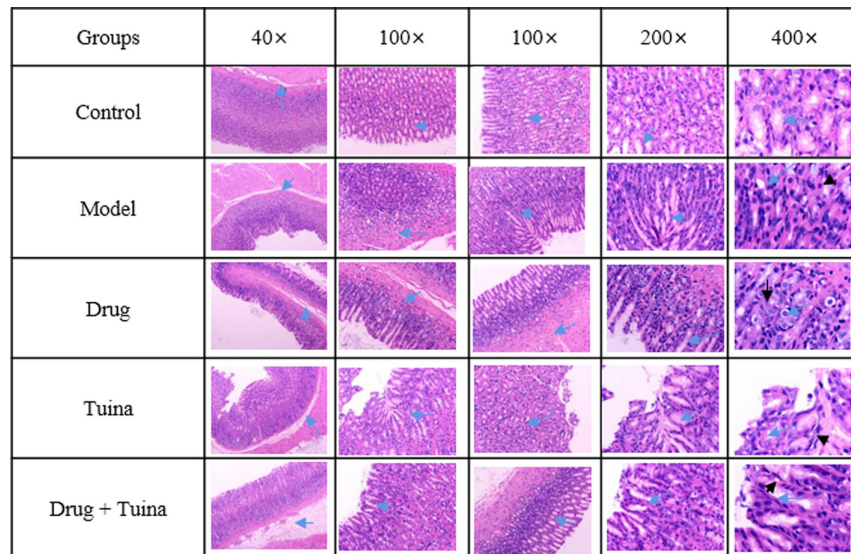 Groups 40× 100× 100× 200× 400×
Control
Model
Drug
Tuina
Drug + Tuina